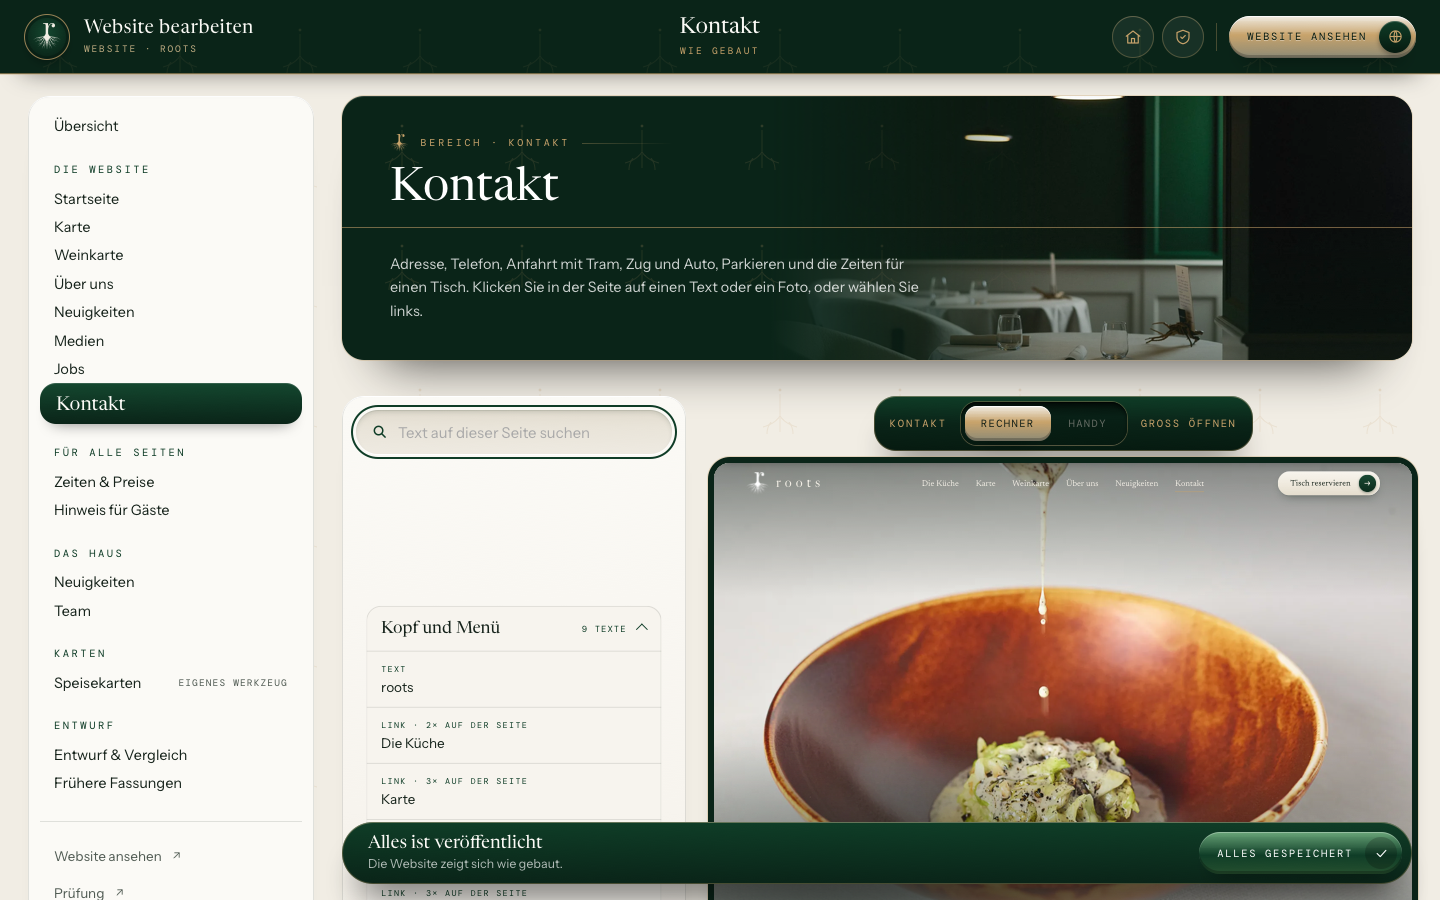 Website bearbeiten
WEBSITE · ROOTS
Kontakt
WIE GEBAUT
WEBSITE ANSEHEN
Übersicht
DIE WEBSITE
Startseite
Karte
Weinkarte
Über uns
Neuigkeiten
Medien
Jobs
Kontakt
FÜR ALLE SEITEN
Zeiten & Preise
Hinweis für Gäste
DAS HAUS
Neuigkeiten
Team
KARTEN
Speisekarten EIGENES WERKZEUG
ENTWURF
Entwurf & Vergleich
Frühere Fassungen
Website ansehen
Prüfung
BEREICH · KONTAKT
Kontakt
Adresse, Telefon, Anfahrt mit Tram, Zug und Auto, Parkieren und die Zeiten für
einen Tisch. Klicken Sie in der Seite auf einen Text oder ein Foto, oder wählen Sie
links.
Text auf dieser Seite suchen
Kopf und Menü 9 TEXTE
TEXT
roots
LINK · 2× AUF DER SEITE
Die Küche
LINK · 3× AUF DER SEITE
Karte
LINK · 3× AUF DER SEITE
KONTAKT RECHNER HANDY GROSS ÖFFNEN
roots Die Küche Karte Weinkarte Über uns Neuigkeiten Kontakt Tisch reservieren
Alles ist veröffentlicht
Die Website zeigt sich wie gebaut.
ALLES GESPEICHERT